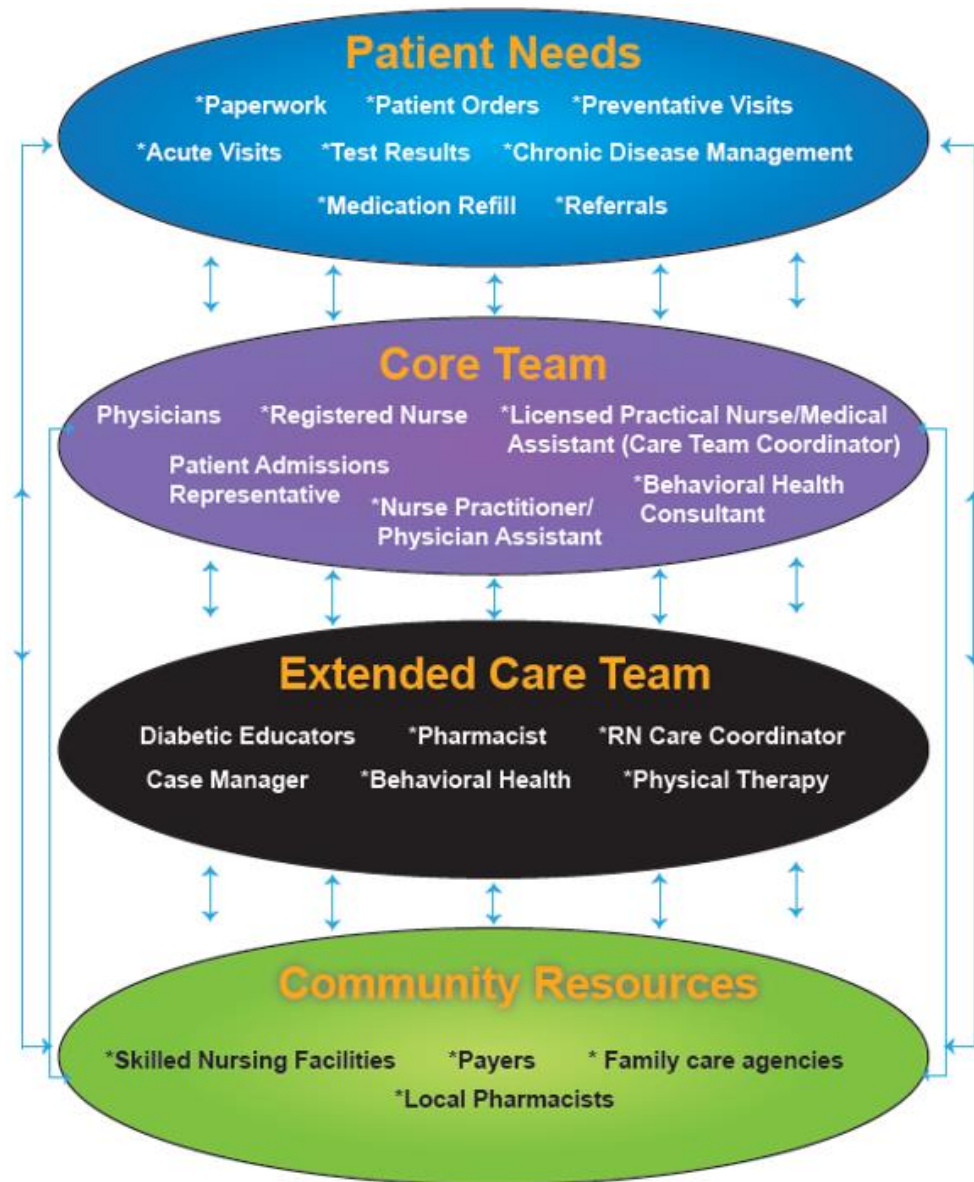 Patient Needs
*Paperwork *Patient Orders *Preventative Visits
*Acute Visits *Test Results *Chronic Disease Management
*Medication Refill *Referrals
Core Team
Physicians *Registered Nurse *Licensed Practical Nurse/Medical
Assistant (Care Team Coordinator)
Patient Admissions
Representative
*Nurse Practitioner/
Physician Assistant
*Behavioral Health
Consultant
Extended Care Team
Diabetic Educators *Pharmacist *RN Care Coordinator
Case Manager *Behavioral Health *Physical Therapy
Community Resources
*Skilled Nursing Facilities *Payers * Family care agencies
*Local Pharmacists